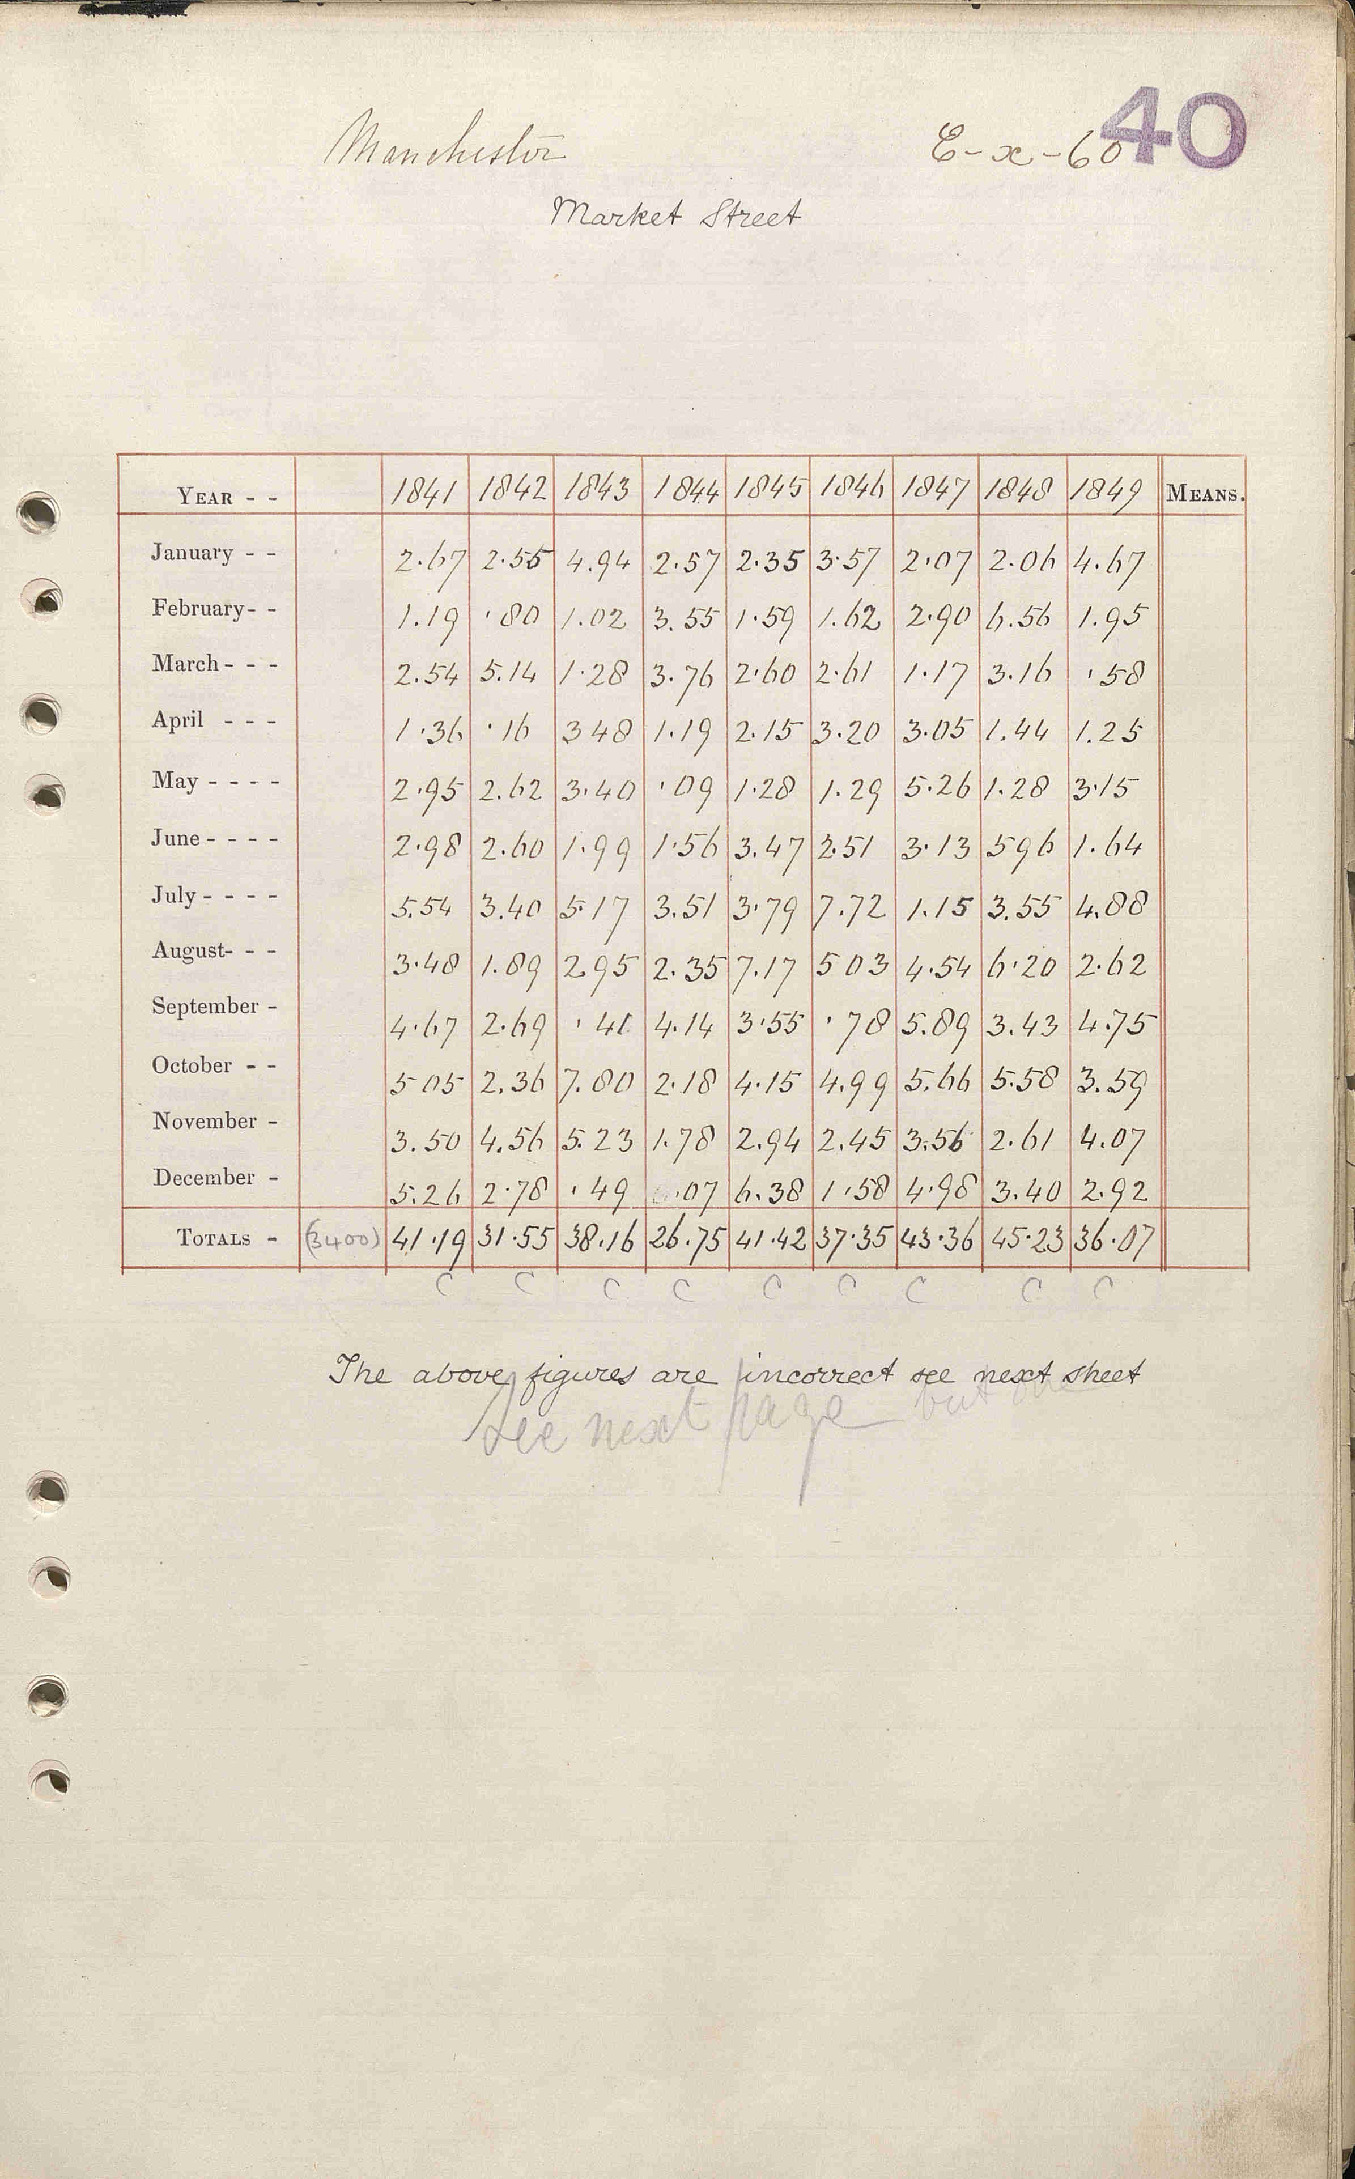 40
Manchester E-x-60
Market Street
YEAR - - 1841 1842 1843 1844 1845 1846 1847 1848 1849 MEANS.
January - - 2.67 2.55 4.94 2.57 2.35 3.57 2.07 2.06 4.67
February - - 1.19 .80 1.02 3.55 1.59 1.62 2.90 6.56 1.95
March - - - 2.54 5.14 1.28 3.76 2.60 2.61 1.17 3.16 .58
April - - - 1.36 .16 3 48 1.19 2.15 3.20 3.05 1.44 1.25
May - - - - 2.95 2.62 3.40 .09 1.28 1.29 5.26 1.28 3.15
June - - - - 2.98 2.60 1.99 1.56 3.47 2.51 3.13 5 96 1.64
July - - - - 5.54 3.40 5.17 3.51 3.79 7.72 1.15 3.55 4.88
August - - - 3.48 1.89 2.95 2.35 7.17 5 03 4.54 6.20 2.62
September - 4.67 2.69 .41 4.14 3.55 .78 5.89 3.43 4.75
October - - 5 05 2.36 7.80 2.18 4.15 4.99 5.66 5.58 3.59
November - 3.50 4.56 5.23 1.78 2.94 2.45 3.56 2.61 4.07
December - 5.26 2.78 .49 .07 6.38 1.58 4.98 3.40 2.92
TOTALS - (3400) 41.19 31.55 38.16 26.75 41.42 37.35 43.36 45.23 36.07
C C C C C C C C C
The above figures are incorrect see next sheet
See next page but one